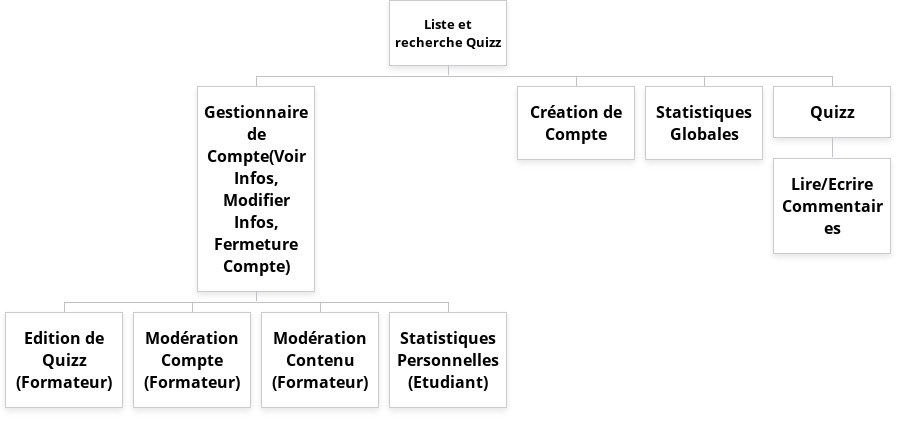 Liste et
recherche Quizz
Gestionnaire
de
Compte(Voir
Infos,
Modifier
Infos,
Fermeture
Compte)
Création de
Compte
Statistiques
Globales
Quizz
Lire/Ecrire
Commentair
es
Edition de
Quizz
(Formateur)
Modération
Compte
(Formateur)
Modération
Contenu
(Formateur)
Statistiques
Personnelles
(Etudiant)